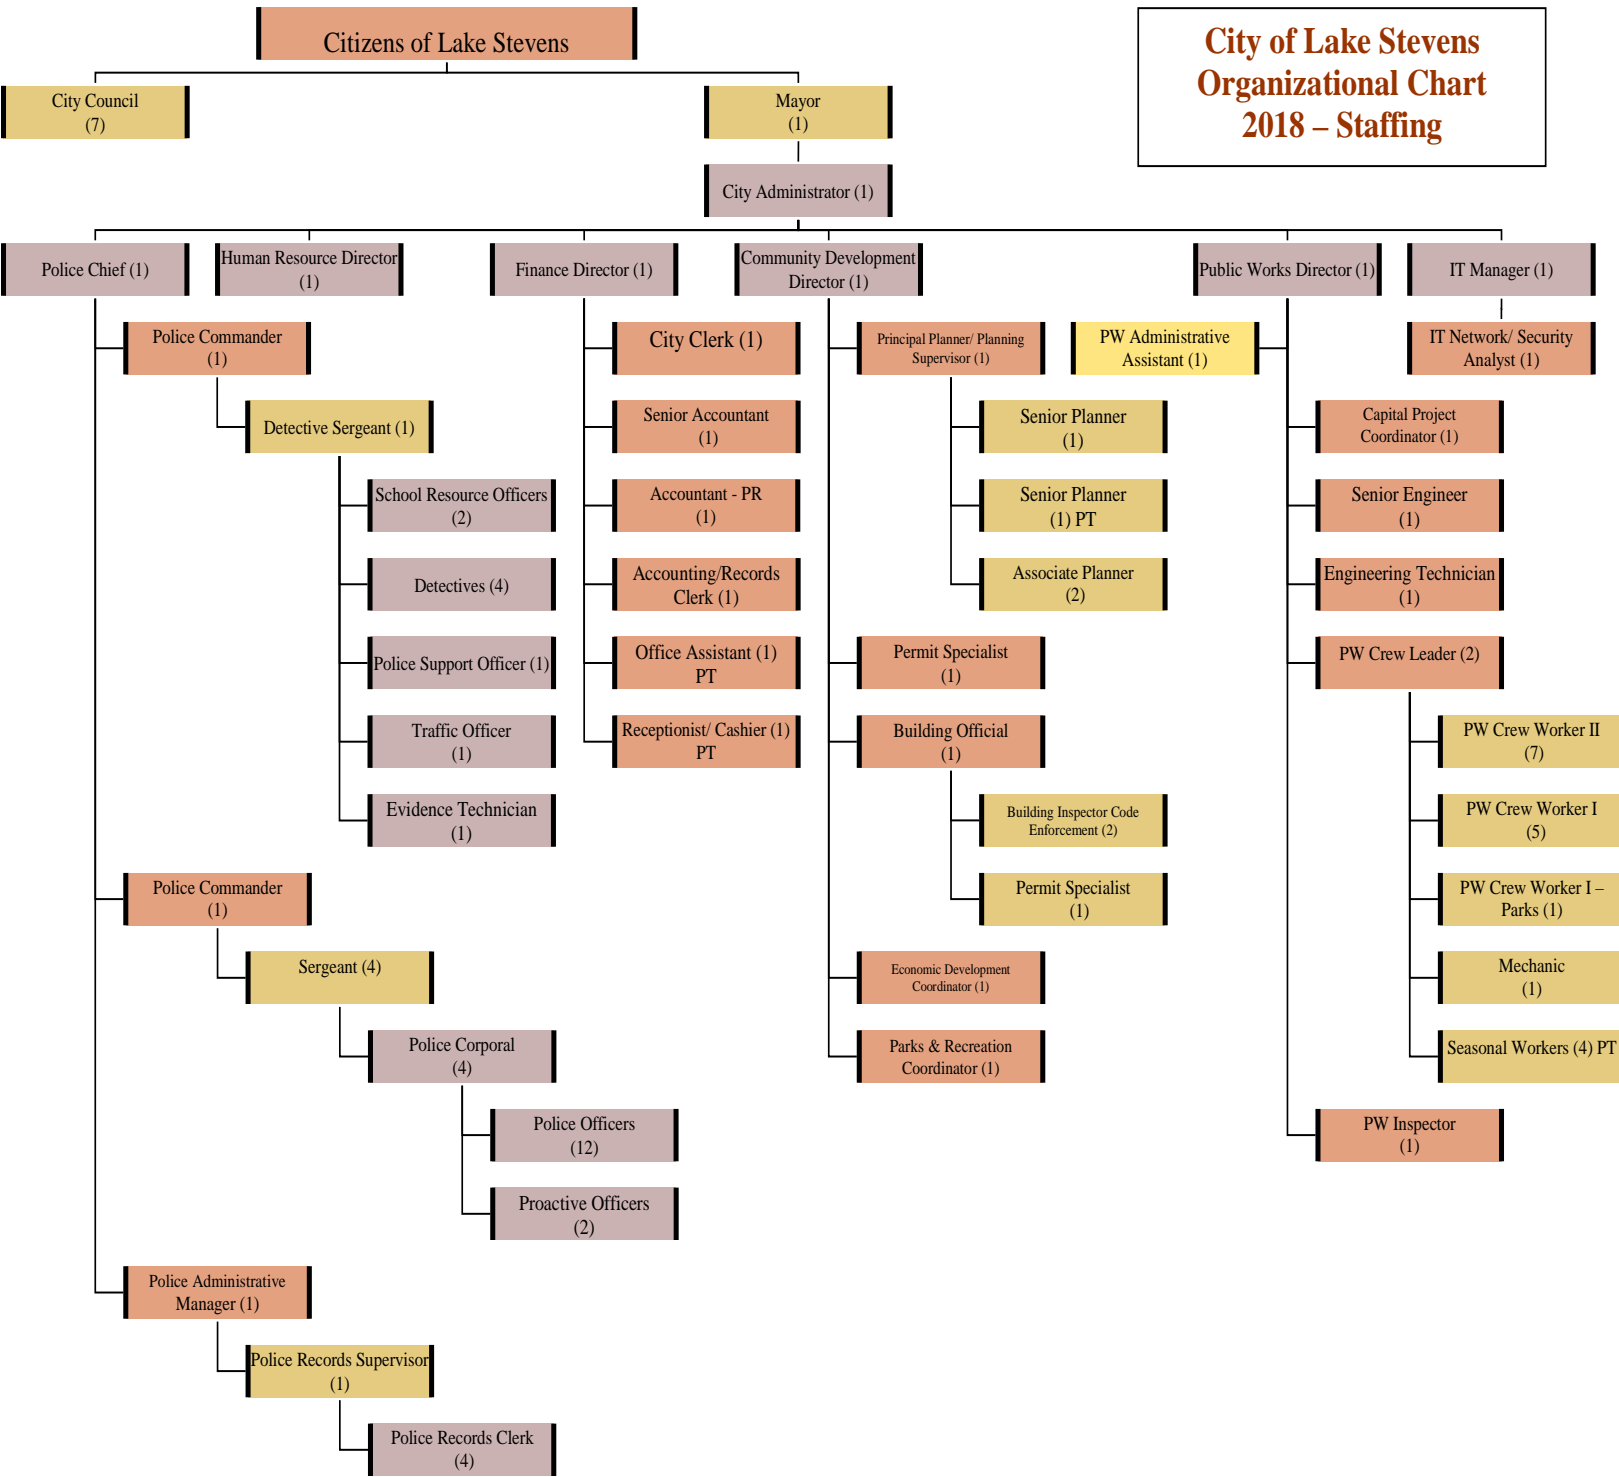 Citizens of Lake Stevens
City of Lake Stevens
Organizational Chart
2018 – Staffing
City Council
(7)
Mayor
(1)
City Administrator (1)
Police Chief (1)
Human Resource Director
(1)
Finance Director (1)
Community Development
Director (1)
Public Works Director (1)
IT Manager (1)
Police Commander
(1)
Detective Sergeant (1)
School Resource Officers
(2)
Detectives (4)
Police Support Officer (1)
Traffic Officer
(1)
Evidence Technician
(1)
Police Commander
(1)
Sergeant (4)
Police Corporal
(4)
Police Officers
(12)
Proactive Officers
(2)
Police Administrative
Manager (1)
Police Records Supervisor
(1)
Police Records Clerk
(4)
City Clerk (1)
Senior Accountant
(1)
Accountant - PR
(1)
Accounting/Records
Clerk (1)
Office Assistant (1)
PT
Receptionist/ Cashier (1)
PT
Principal Planner/ Planning
Supervisor (1)
Senior Planner
(1)
Senior Planner
(1) PT
Associate Planner
(2)
Permit Specialist
(1)
Building Official
(1)
Building Inspector Code
Enforcement (2)
Permit Specialist
(1)
Economic Development
Coordinator (1)
Parks & Recreation
Coordinator (1)
PW Administrative
Assistant (1)
Capital Project
Coordinator (1)
Senior Engineer
(1)
Engineering Technician
(1)
PW Crew Leader (2)
PW Crew Worker II
(7)
PW Crew Worker I
(5)
PW Crew Worker I –
Parks (1)
Mechanic
(1)
Seasonal Workers (4) PT
PW Inspector
(1)
IT Network/ Security
Analyst (1)